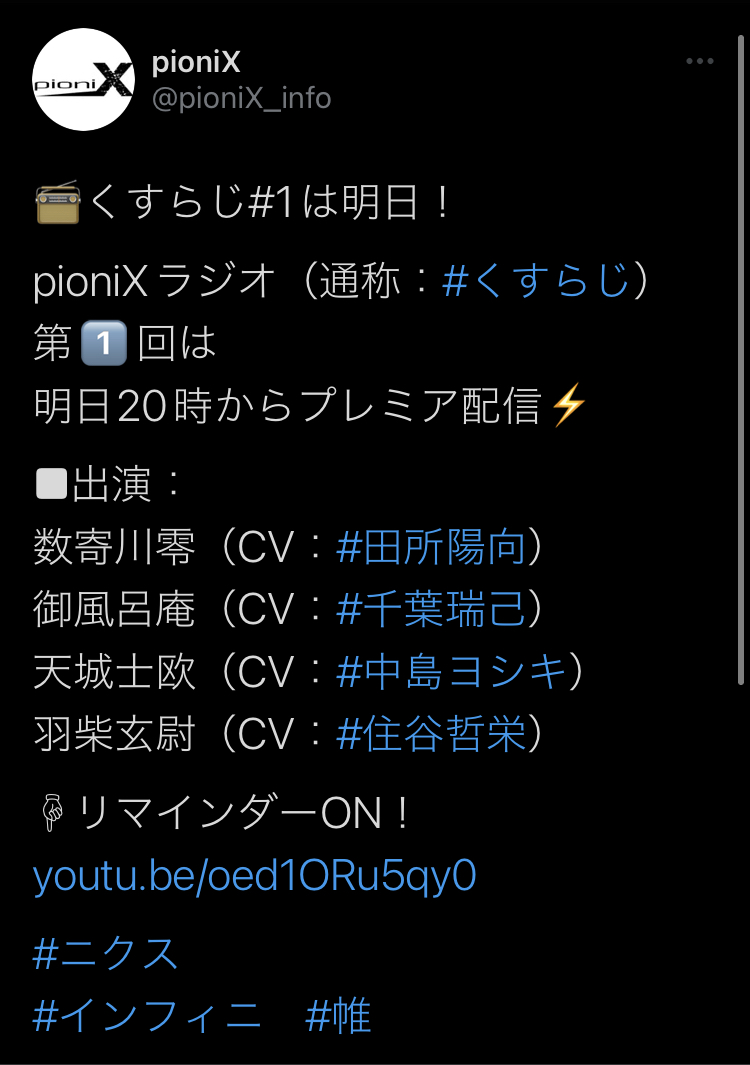 pioniX
pioniX
@pioniX_info
📻くすらじ#1は明日！
pioniXラジオ（通称：#くすらじ）
第1️⃣回は
明日20時からプレミア配信⚡
◻️出演：
数寄川零（CV：#田所陽向）
御風呂庵（CV：#千葉瑞己）
天城士欧（CV：#中島ヨシキ）
羽柴玄尉（CV：#住谷哲栄）
👇リマインダーON！
youtu.be/oed1ORu5qy0
#ニクス
#インフィニ　#帷